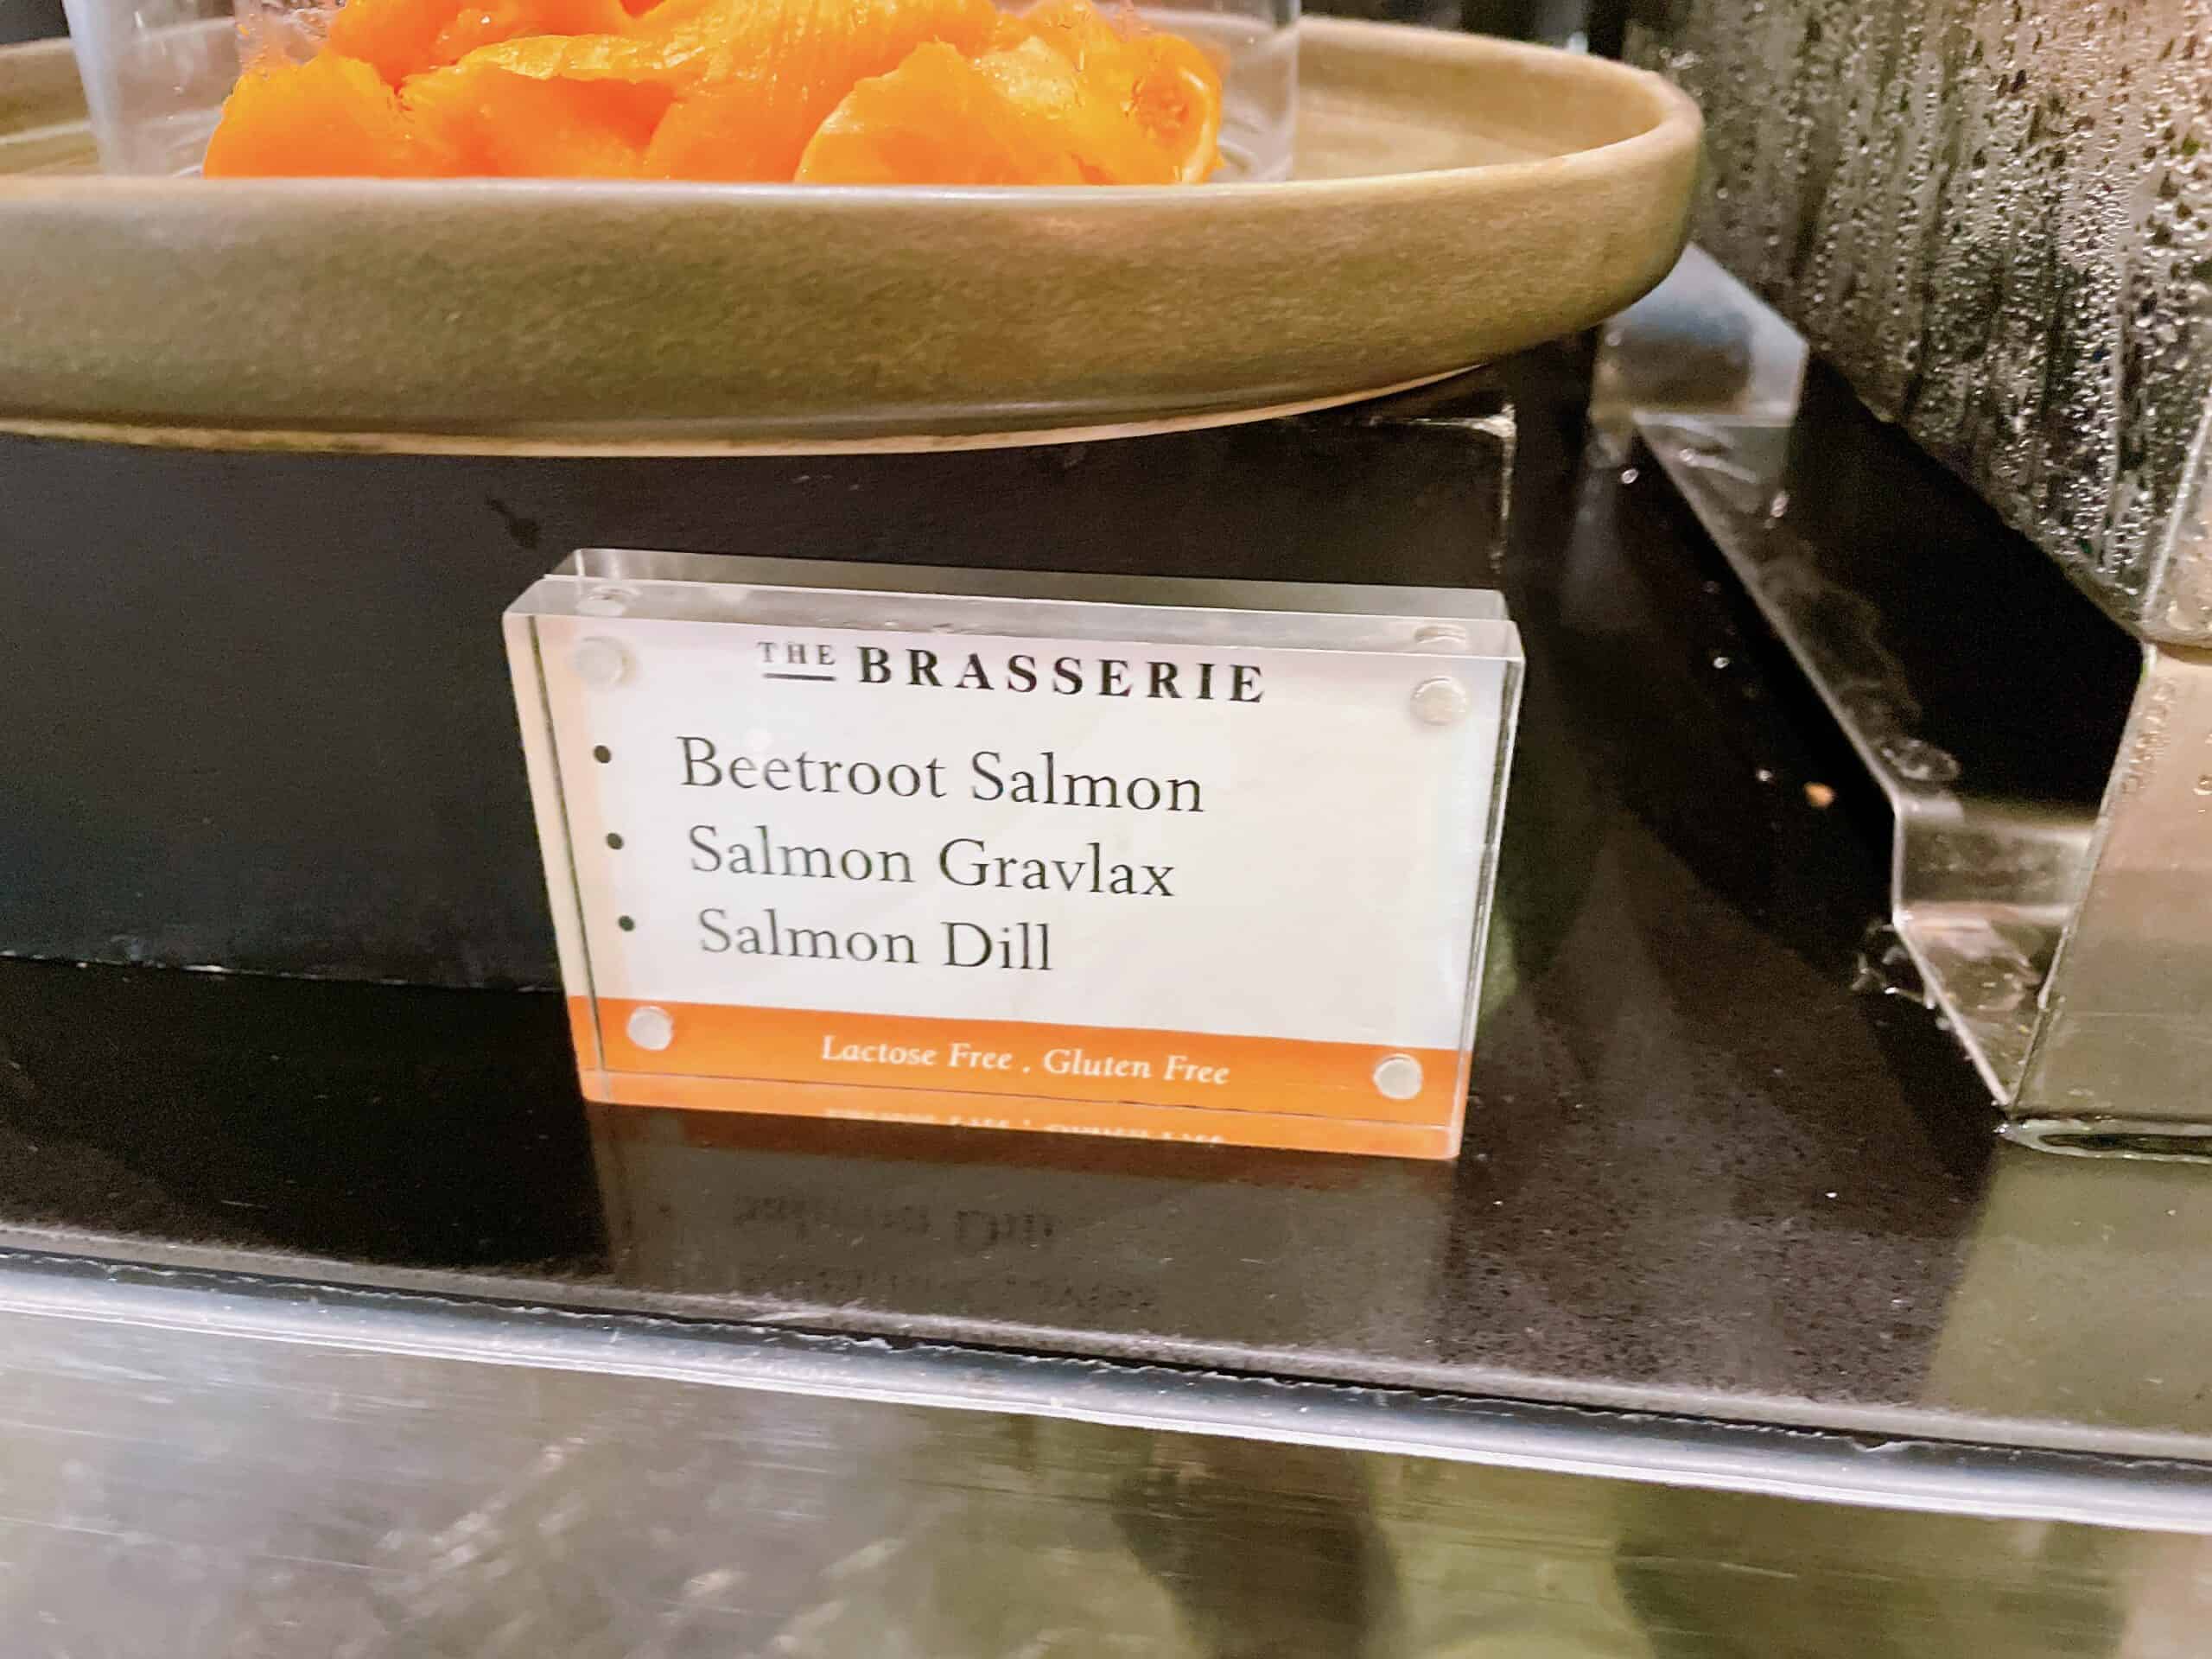 THE BRASSERIE
• Beetroot Salmon
• Salmon Gravlax
• Salmon Dill
Lactose Free . Gluten Free